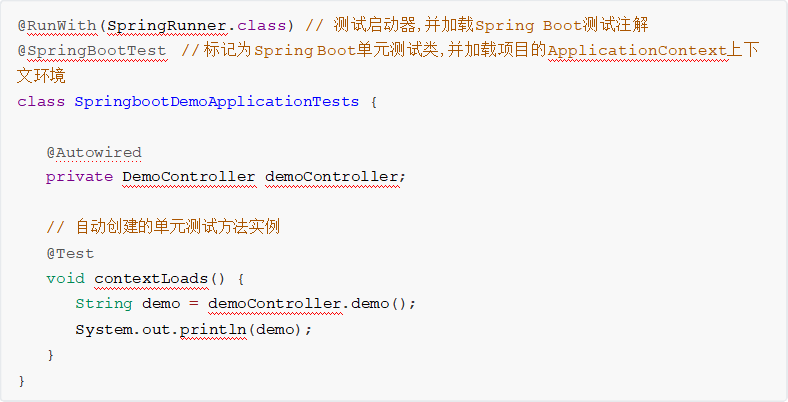 @RunWith(SpringRunner.class) // 测试启动器,并加载Spring Boot测试注解
@SpringBootTest //标记为Spring Boot单元测试类,并加载项目的ApplicationContext上下
文环境
class SpringbootDemoApplicationTests {
@Autowired
private DemoController demoController;
// 自动创建的单元测试方法实例
@Test
void contextLoads() {
String demo = demoController.demo();
System.out.println(demo);
}
}